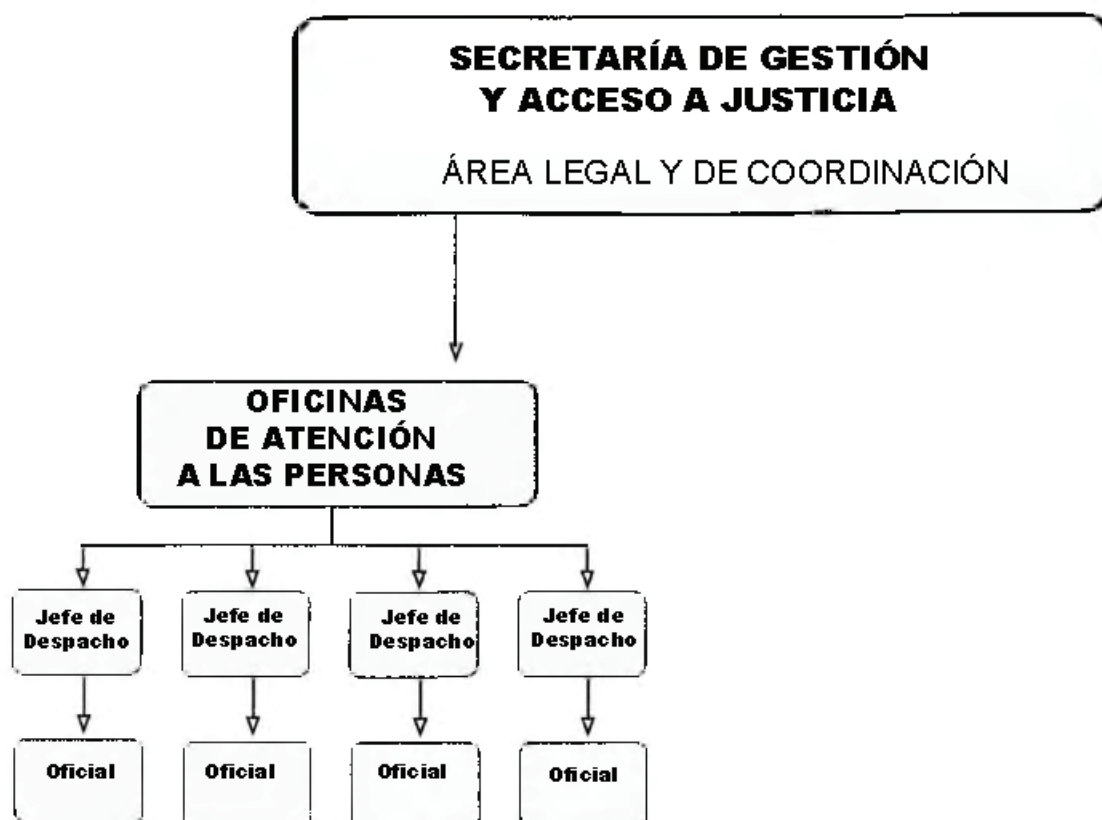 SECRETARÍA DE GESTIÓN
Y ACCESO A JUSTICIA
ÁREA LEGAL Y DE COORDINACIÓN
OFICINAS
DE ATENCIÓN
A LAS PERSONAS
Jefe de
Despacho
Jefe de
Despacho
Jefe de
Despacho
Jefe de
Despacho
Oficial
Oficial
Oficial
Oficial